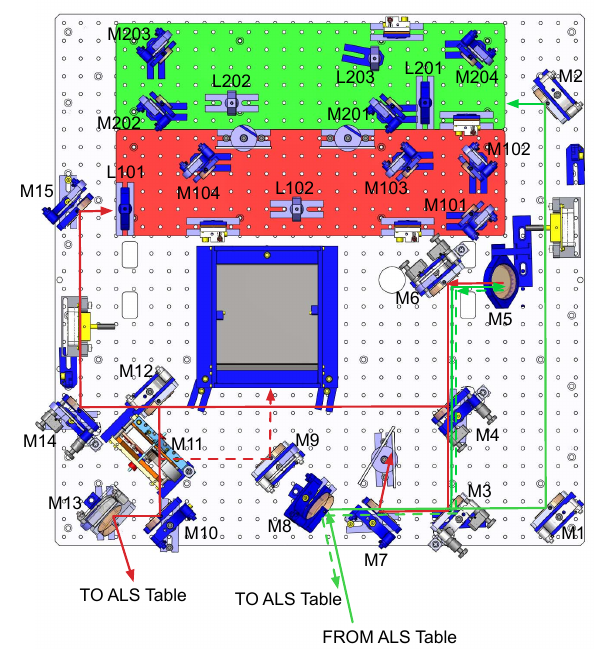 M203
L203
L201
M204
M2
L202
M202
M201
M102
L101
M15
M104
L102
M103
M101
M6
M5
M12
M14
M11
M4
M9
M13
M3
M10
M8
M7
M1
TO ALS Table
TO ALS Table
FROM ALS Table